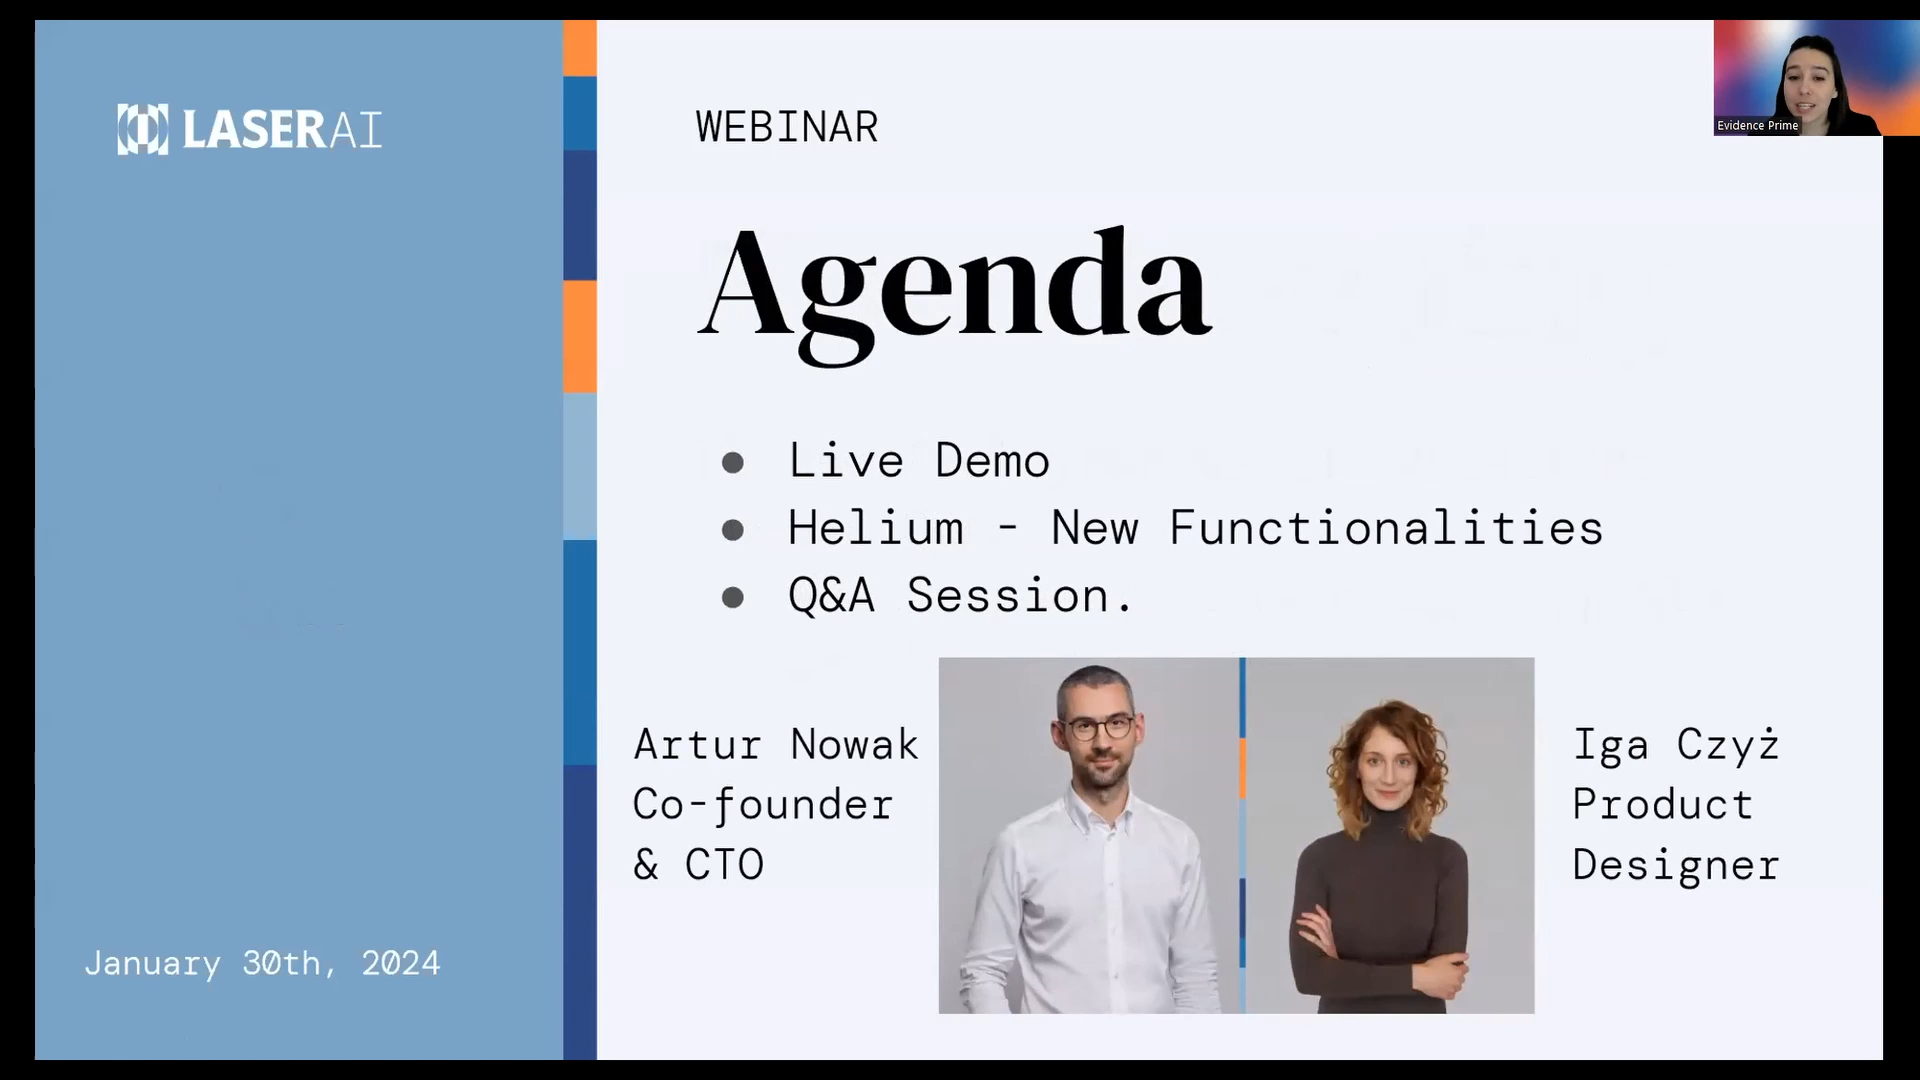 LASERAI
WEBINAR
Evidence Prime
Agenda
● Live Demo
● Helium - New Functionalities
● Q&A Session.
Artur Nowak
Co-founder
& CTO
Iga Czyż
Product
Designer
January 30th, 2024